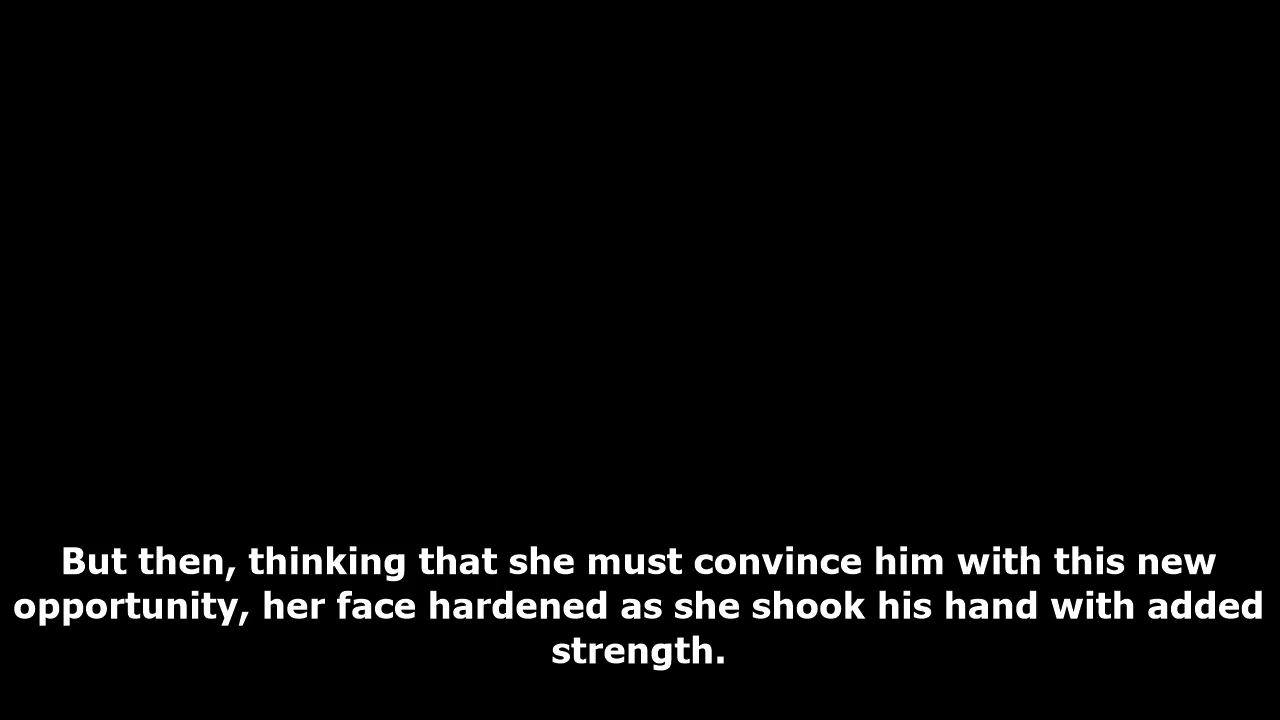 But then, thinking that she must convince him with this new
opportunity, her face hardened as she shook his hand with added
strength.